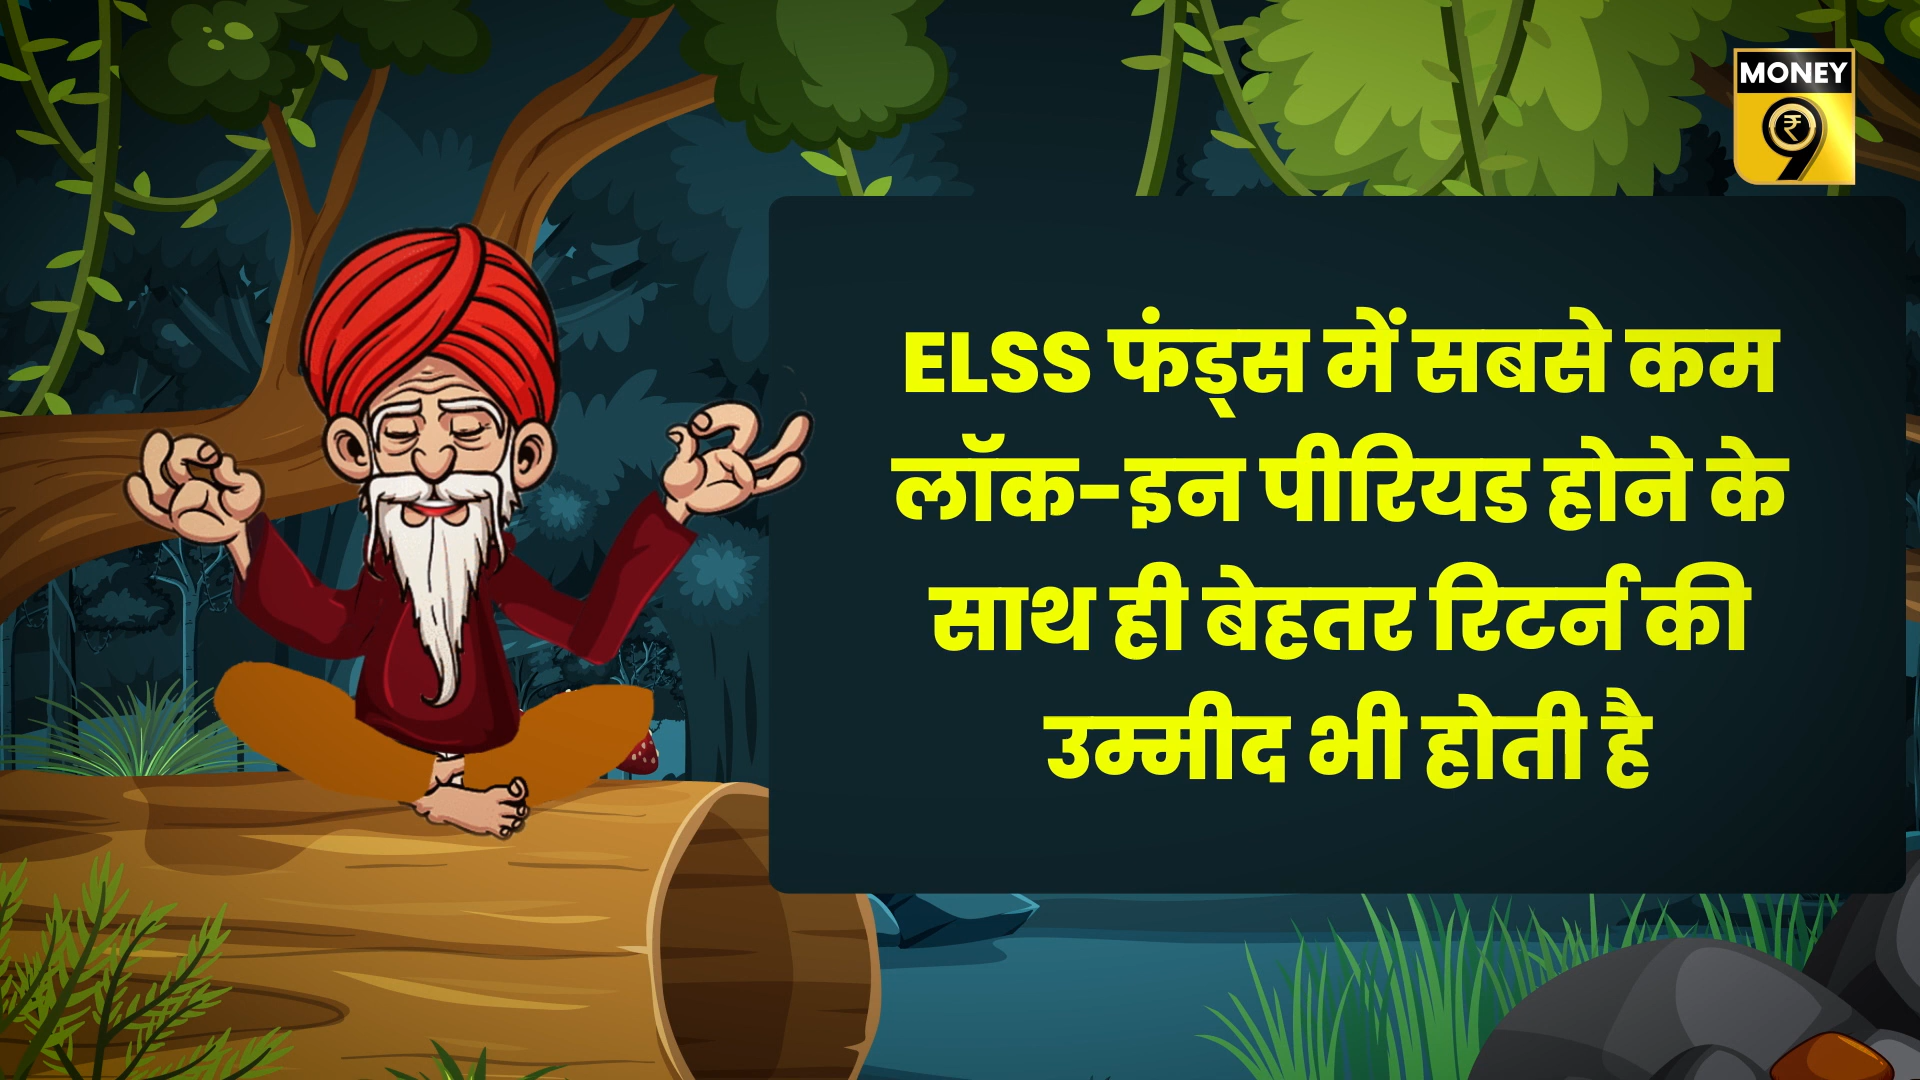 MONEY
9
ELSS फंड्स में सबसे कम
लॉक-इन पीरियड होने के
साथ ही बेहतर रिटर्न की
उम्मीद भी होती है